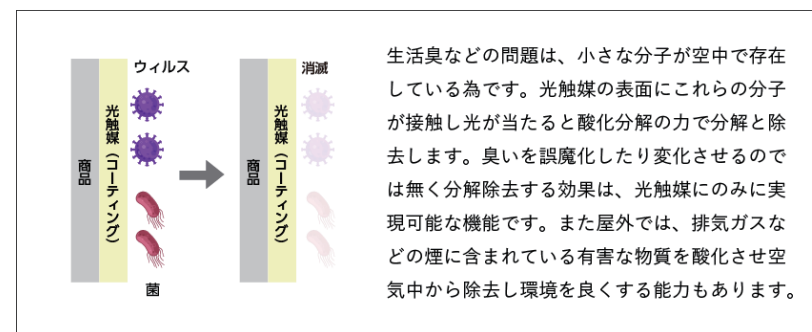 ウィルス
光触媒（コーティング）
商品
菌
消滅
光触媒（コーティング）
商品
生活臭などの問題は、小さな分子が空中で存在
している為です。光触媒の表面にこれらの分子
が接触し光が当たると酸化分解の力で分解と除
去します。臭いを誤魔化したり変化させるので
は無く分解除去する効果は、光触媒にのみに実
現可能な機能です。また屋外では、排気ガスな
どの煙に含まれている有害な物質を酸化させ空
気中から除去し環境を良くする能力もあります。